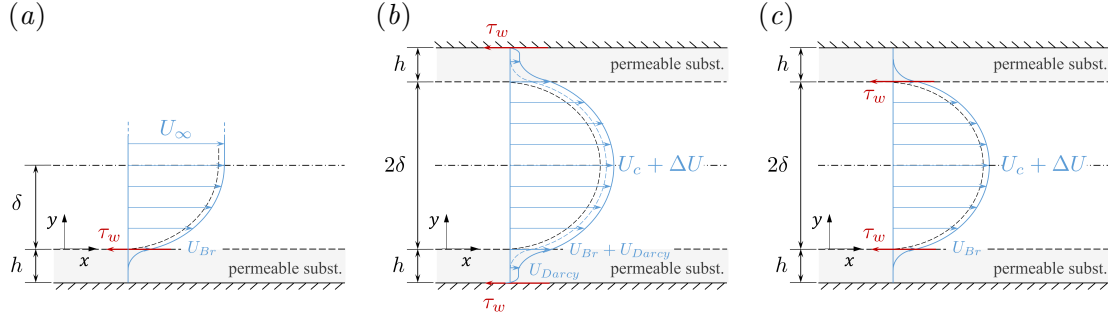 (a)
(b)
(c)
U∞
δ
y
τw
UBr
x
h
permeable subst.
τw
h
permeable subst.
2δ
Uc + ΔU
y
UBr + UDarcy
x
h
UDarcy
permeable subst.
τw
h
permeable subst.
τw
2δ
Uc + ΔU
y
τw
UBr
x
h
permeable subst.